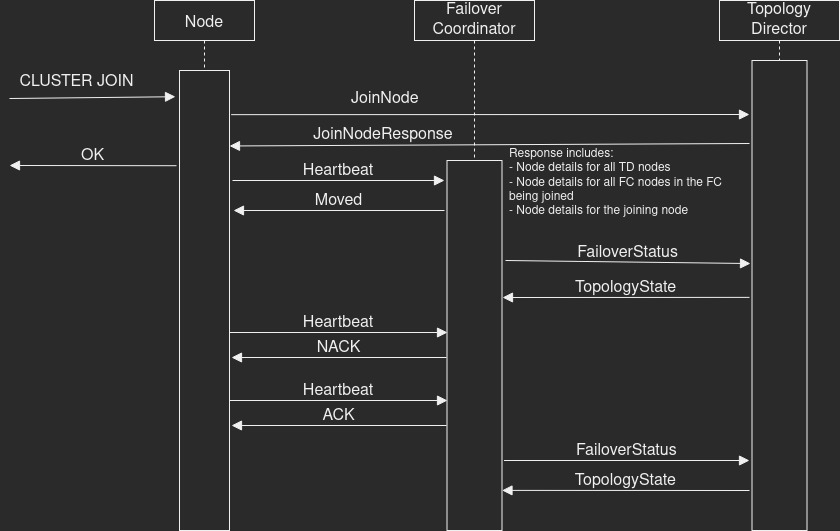 Node
Failover
Coordinator
Topology
Director
CLUSTER JOIN
JoinNode
JoinNodeResponse
OK
Response includes:
- Node details for all TD nodes
- Node details for all FC nodes in the FC
being joined
- Node details for the joining node
Heartbeat
Moved
FailoverStatus
TopologyState
Heartbeat
NACK
Heartbeat
ACK
FailoverStatus
TopologyState